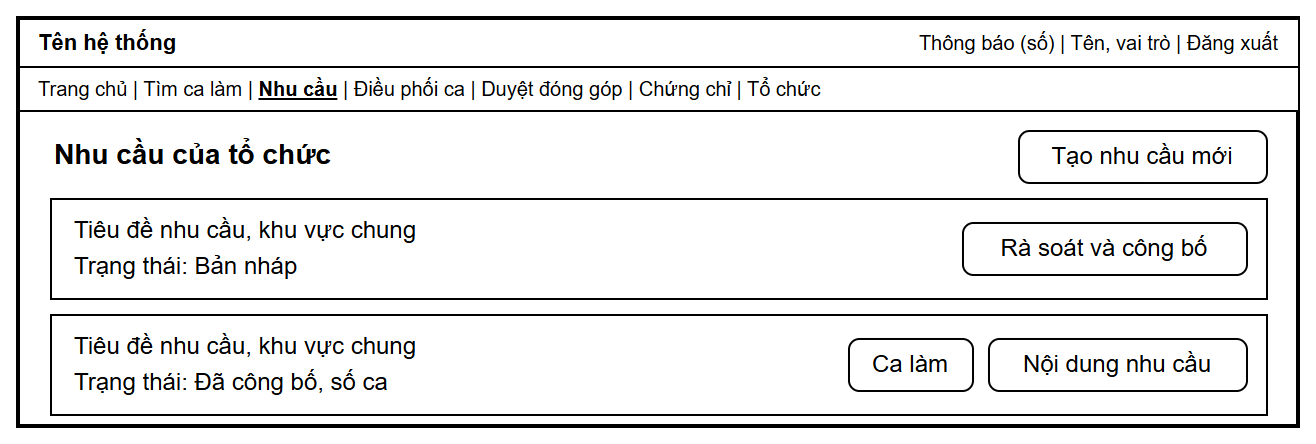 Tên hệ thống
Thông báo (số) | Tên, vai trò | Đăng xuất
Trang chủ | Tìm ca làm | Nhu cầu | Điều phối ca | Duyệt đóng góp | Chứng chỉ | Tổ chức
Nhu cầu của tổ chức
Tạo nhu cầu mới
Tiêu đề nhu cầu, khu vực chung
Trạng thái: Bản nháp
Rà soát và công bố
Tiêu đề nhu cầu, khu vực chung
Trạng thái: Đã công bố, số ca
Ca làm
Nội dung nhu cầu